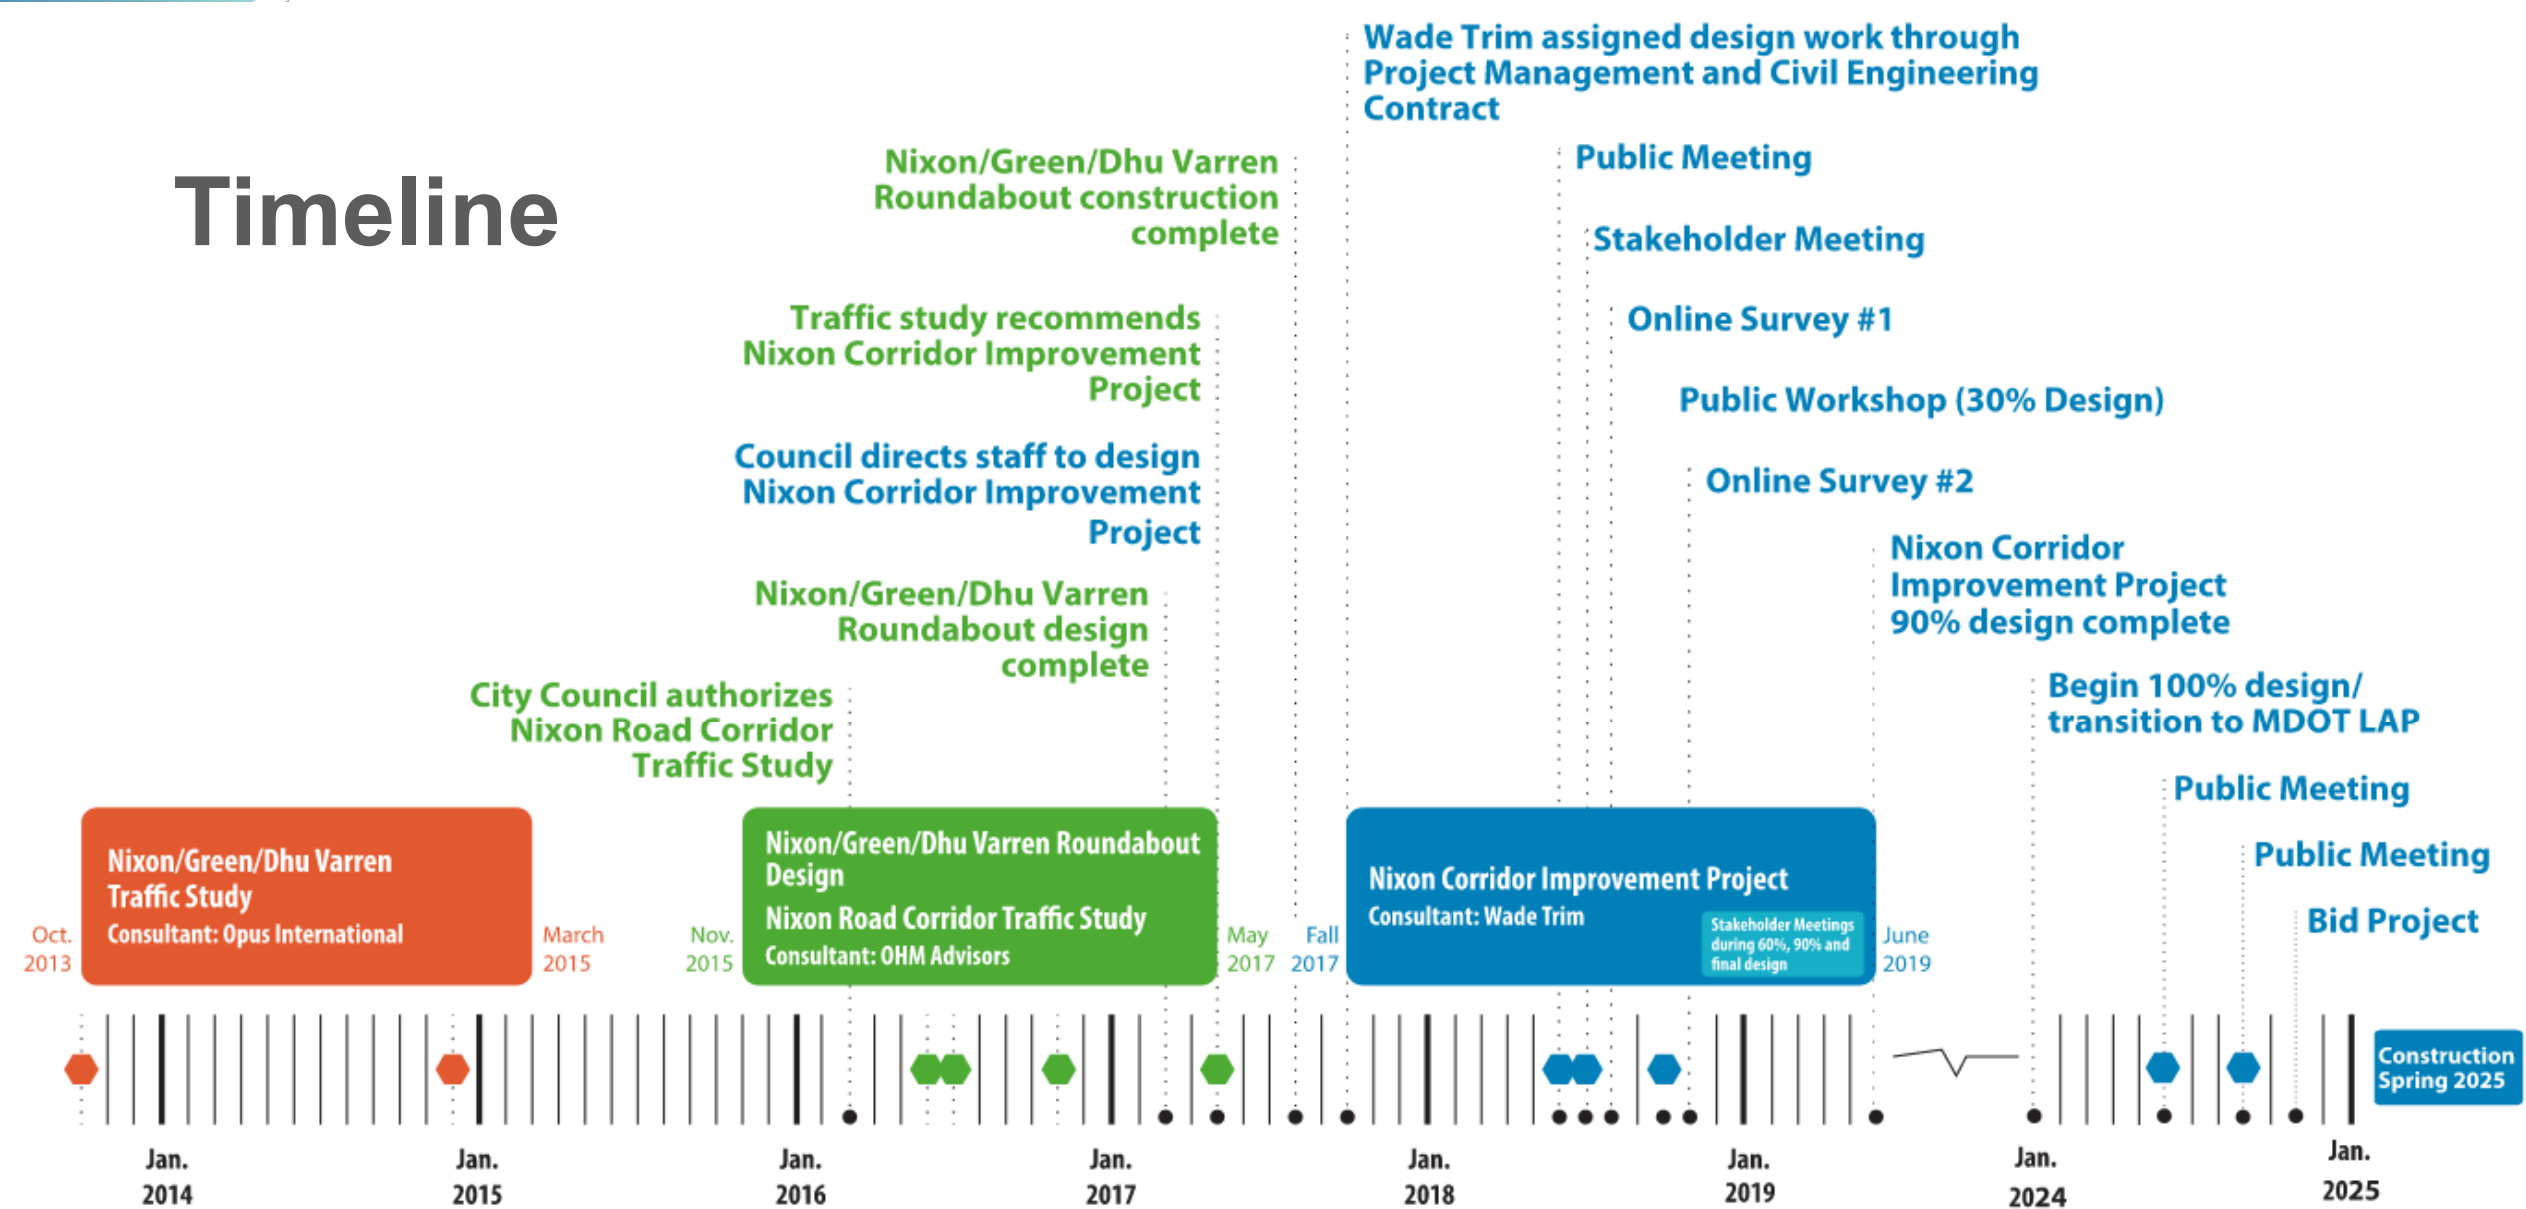 Timeline
Wade Trim assigned design work through
Project Management and Civil Engineering
Contract
Nixon/Green/Dhu Varren
Roundabout construction
complete
Public Meeting
Stakeholder Meeting
Traffic study recommends
Nixon Corridor Improvement
Project
Online Survey #1
Public Workshop (30% Design)
Council directs staff to design
Nixon Corridor Improvement
Project
Online Survey #2
Nixon Corridor
Improvement Project
90% design complete
Nixon/Green/Dhu Varren
Roundabout design
complete
City Council authorizes
Nixon Road Corridor
Traffic Study
Begin 100% design/
transition to MDOT LAP
Public Meeting
Public Meeting
Bid Project
Oct.
2013
Nixon/Green/Dhu Varren
Traffic Study
Consultant: Opus International
March
2015
Nov.
2015
Nixon/Green/Dhu Varren Roundabout
Design
Nixon Road Corridor Traffic Study
Consultant: OHM Advisors
May
2017
Fall
2017
Nixon Corridor Improvement Project
Consultant: Wade Trim
Stakeholder Meetings
during 60%, 90% and
final design
June
2019
Construction
Spring 2025
Jan.
2014
Jan.
2015
Jan.
2016
Jan.
2017
Jan.
2018
Jan.
2019
Jan.
2024
Jan.
2025